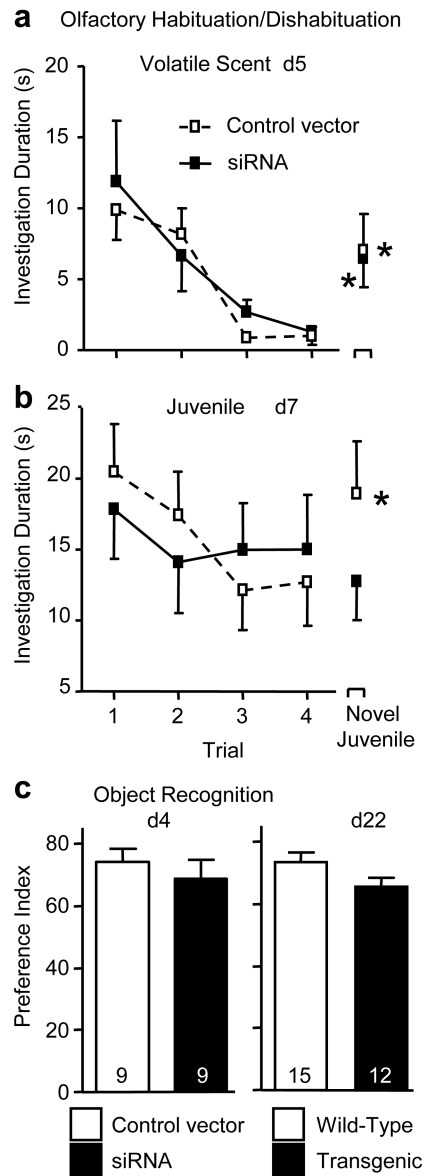 a Olfactory Habituation/Dishabituation
Volatile Scent d5
Investigation Duration (s)
20
15
10
5
0
Control vector
siRNA
*
*
b Juvenile d7
Investigation Duration (s)
25
20
15
10
5
*
1 2 3 4
Trial
Novel
Juvenile
c Object Recognition
d4 d22
Preference Index
80
60
40
20
0
9 9 15 12
Control vector Wild-Type
siRNA Transgenic